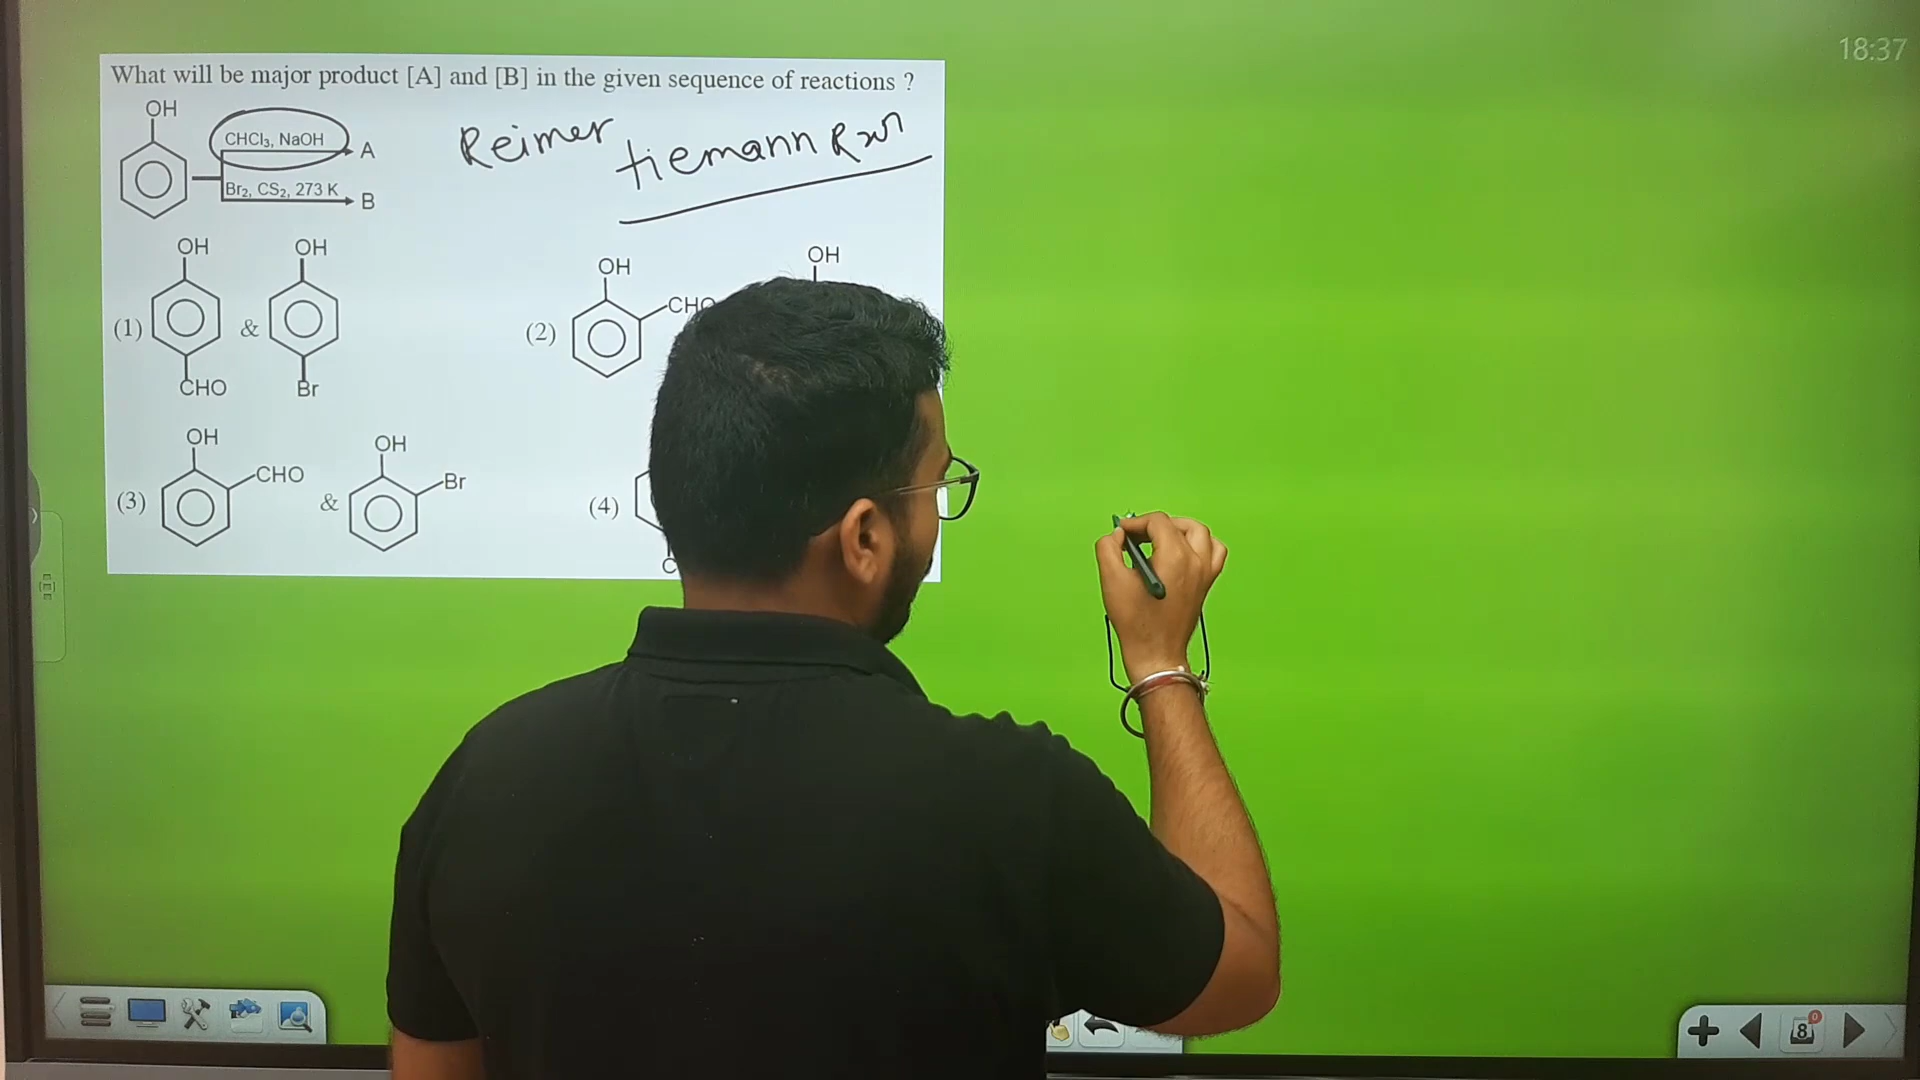 18:37
What will be major product [A] and [B] in the given sequence of reactions ?
OH
CHCl₃, NaOH
A
Br₂, CS₂, 273 K
B
Reimer
tiemann Rxn
OH
OH
(1)
&
CHO
Br
OH
CHO
OH
(2)
OH
CHO
OH
Br
(3)
&
(4)
8
0